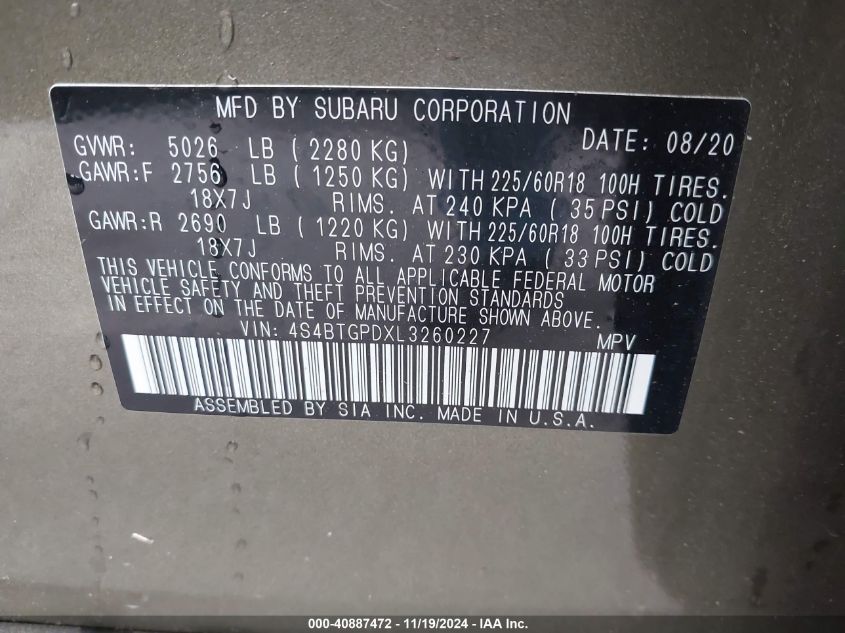 MFD BY SUBARU CORPORATION
DATE: 08/20
GVWR: 5026 LB ( 2280 KG)
GAWR:F 2756 LB ( 1250 KG) WITH 225/60R18 100H TIRES.
18X7J RIMS. AT 240 KPA ( 35 PSI) COLD
GAWR:R 2690 LB ( 1220 KG) WITH 225/60R18 100H TIRES.
18X7J RIMS. AT 230 KPA 33 PSI) COLD
THIS VEHICLE CONFORMS TO ALL APPLICABLE FEDERAL MOTOR
VEHICLE SAFETY AND THEFT PREVENTION STANDARDS
IN EFFECT ON THE DATE OF MANUFACTURE SHOWN ABOVE.
VIN: 4S4BTGPDXL3260227 MPV
ASSEMBLED BY SIA INC. MADE IN U.S.A.
000-40887472 - 11/19/2024 - IAA Inc.